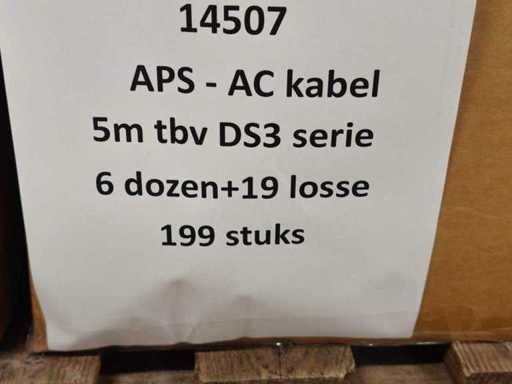 14507
APS - AC kabel
5m tbv DS3 serie
6 dozen+19 losse
199 stuks